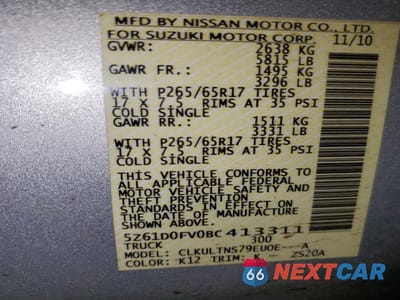 MFD BY NISSAN MOTOR CO., LTD.
FOR SUZUKI MOTOR CORP. 11/10
GVWR: 2638 KG
5815 LB
GAWR FR.: 1495 KG
3296 LB
WITH P265/65R17 TIRES
17 X 7.5 RIMS AT 35 PSI
COLD SINGLE
GAWR RR.: 1511 KG
3331 LB
WITH P265/65R17 TIRES
17 X 7.5 RIMS AT 35 PSI
COLD SINGLE
THIS VEHICLE CONFORMS TO
ALL APPLICABLE FEDERAL
MOTOR VEHICLE SAFETY AND
THEFT PREVENTION
STANDARDS IN EFFECT ON
THE DATE OF MANUFACTURE
SHOWN ABOVE.
5Z61D0FV0BC413311
TRUCK 300
MODEL: CLKULTNS79EUOE---A
COLOR: K12 TRIM: K - ZS20A
66 NEXTCAR